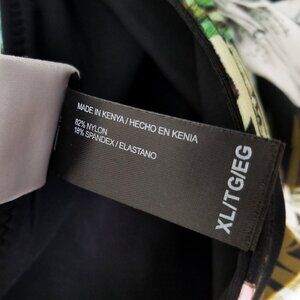 MADE IN KENYA / HECHO EN KENIA
82% NYLON
18% SPANDEX / ELASTANO
XL/TG/EG